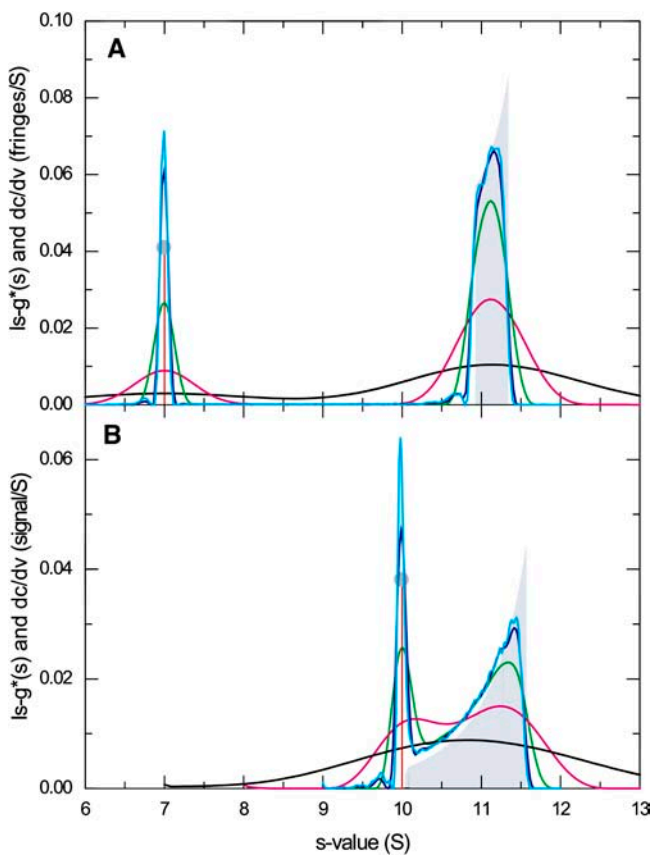 0.10
A
0.08
0.06
0.04
0.02
0.00
ls-g*(s) and dc/dv (fringes/S)
B
0.06
0.04
0.02
0.00
ls-g*(s) and dc/dv (signal/S)
6 7 8 9 10 11 12 13
s-value (S)